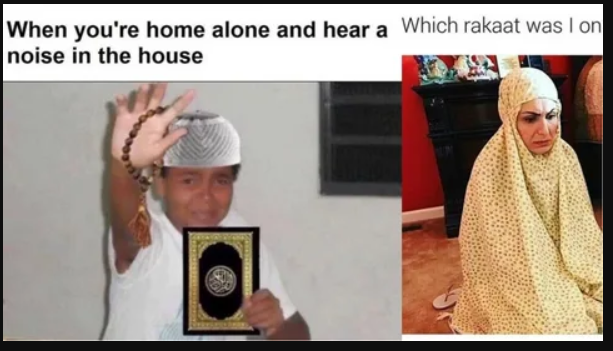 When you're home alone and hear a
noise in the house
Which rakaat was I on